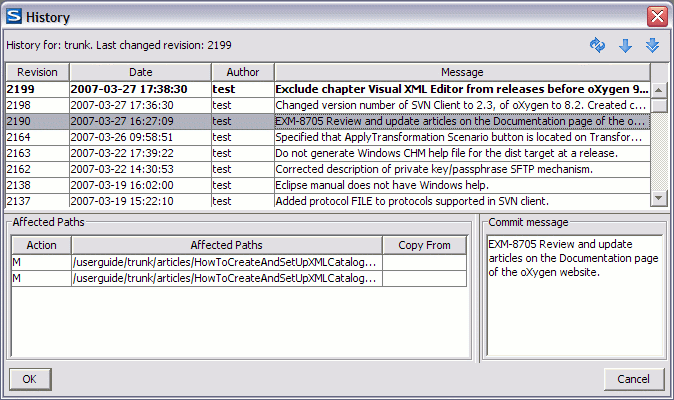 History
History for: trunk. Last changed revision: 2199
Revision Date Author Message
2199 2007-03-27 17:38:30 test Exclude chapter Visual XML Editor from releases before oXygen 9...
2198 2007-03-27 17:36:30 test Changed version number of SVN Client to 2.3, of oXygen to 8.2. Created c...
2190 2007-03-27 16:27:09 test EXM-8705 Review and update articles on the Documentation page of the o...
2164 2007-03-26 09:58:51 test Specified that ApplyTransformation Scenario button is located on Transfor...
2163 2007-03-22 17:39:22 test Do not generate Windows CHM help file for the dist target at a release.
2162 2007-03-22 14:30:53 test Corrected description of private key/passphrase SFTP mechanism.
2138 2007-03-19 16:02:00 test Eclipse manual does not have Windows help.
2137 2007-03-19 15:22:10 test Added protocol FILE to protocols supported in SVN client.
Affected Paths
Action Affected Paths Copy From
M /userguide/trunk/articles/HowToCreateAndSetUpXMLCatalog...
M /userguide/trunk/articles/HowToCreateAndSetUpXMLCatalog...
Commit message
EXM-8705 Review and update
articles on the Documentation page
of the oXygen website.
OK
Cancel